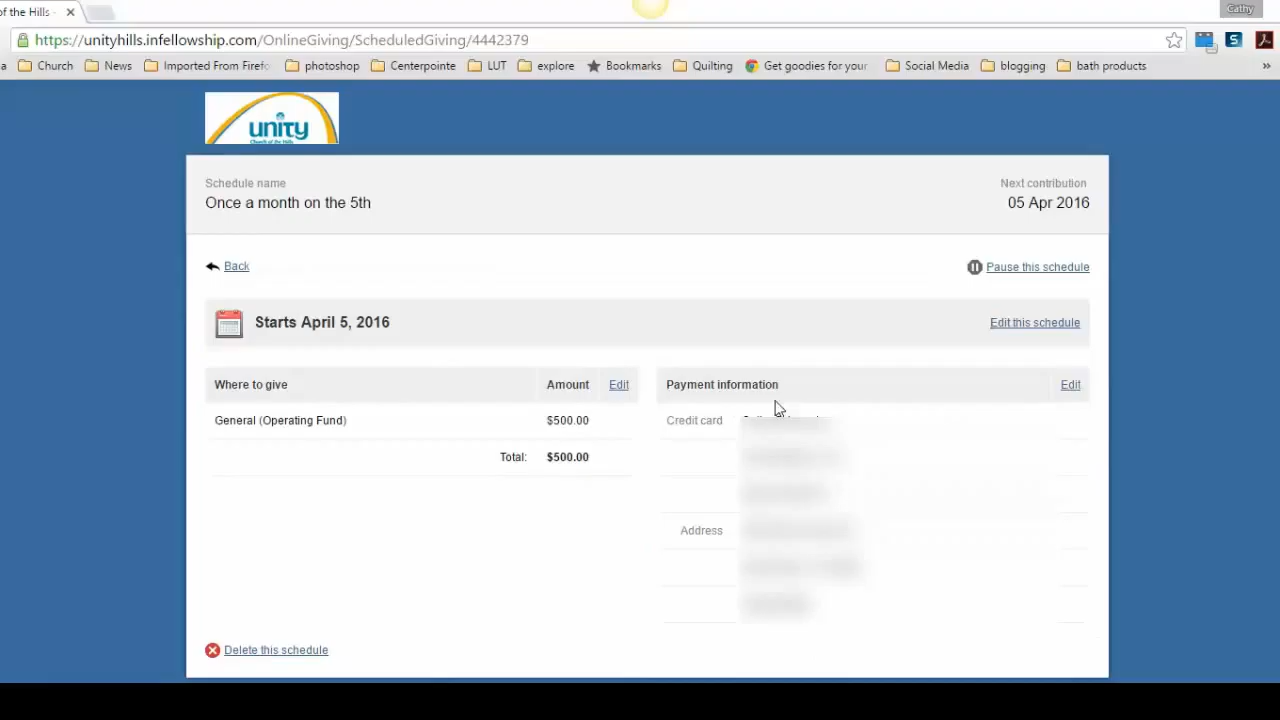 of the Hills
Cathy
https://unityhills.infellowship.com/OnlineGiving/ScheduledGiving/4442379
a Church News Imported From Firefo photoshop Centerpointe LUT explore Bookmarks Quilting Get goodies for your Social Media blogging bath products »
unity
Church of the Hills
Schedule name Next contribution
Once a month on the 5th 05 Apr 2016
Back Pause this schedule
Starts April 5, 2016 Edit this schedule
Where to give Amount Edit Payment information Edit
General (Operating Fund) $500.00 Credit card
Total: $500.00
Address
Delete this schedule